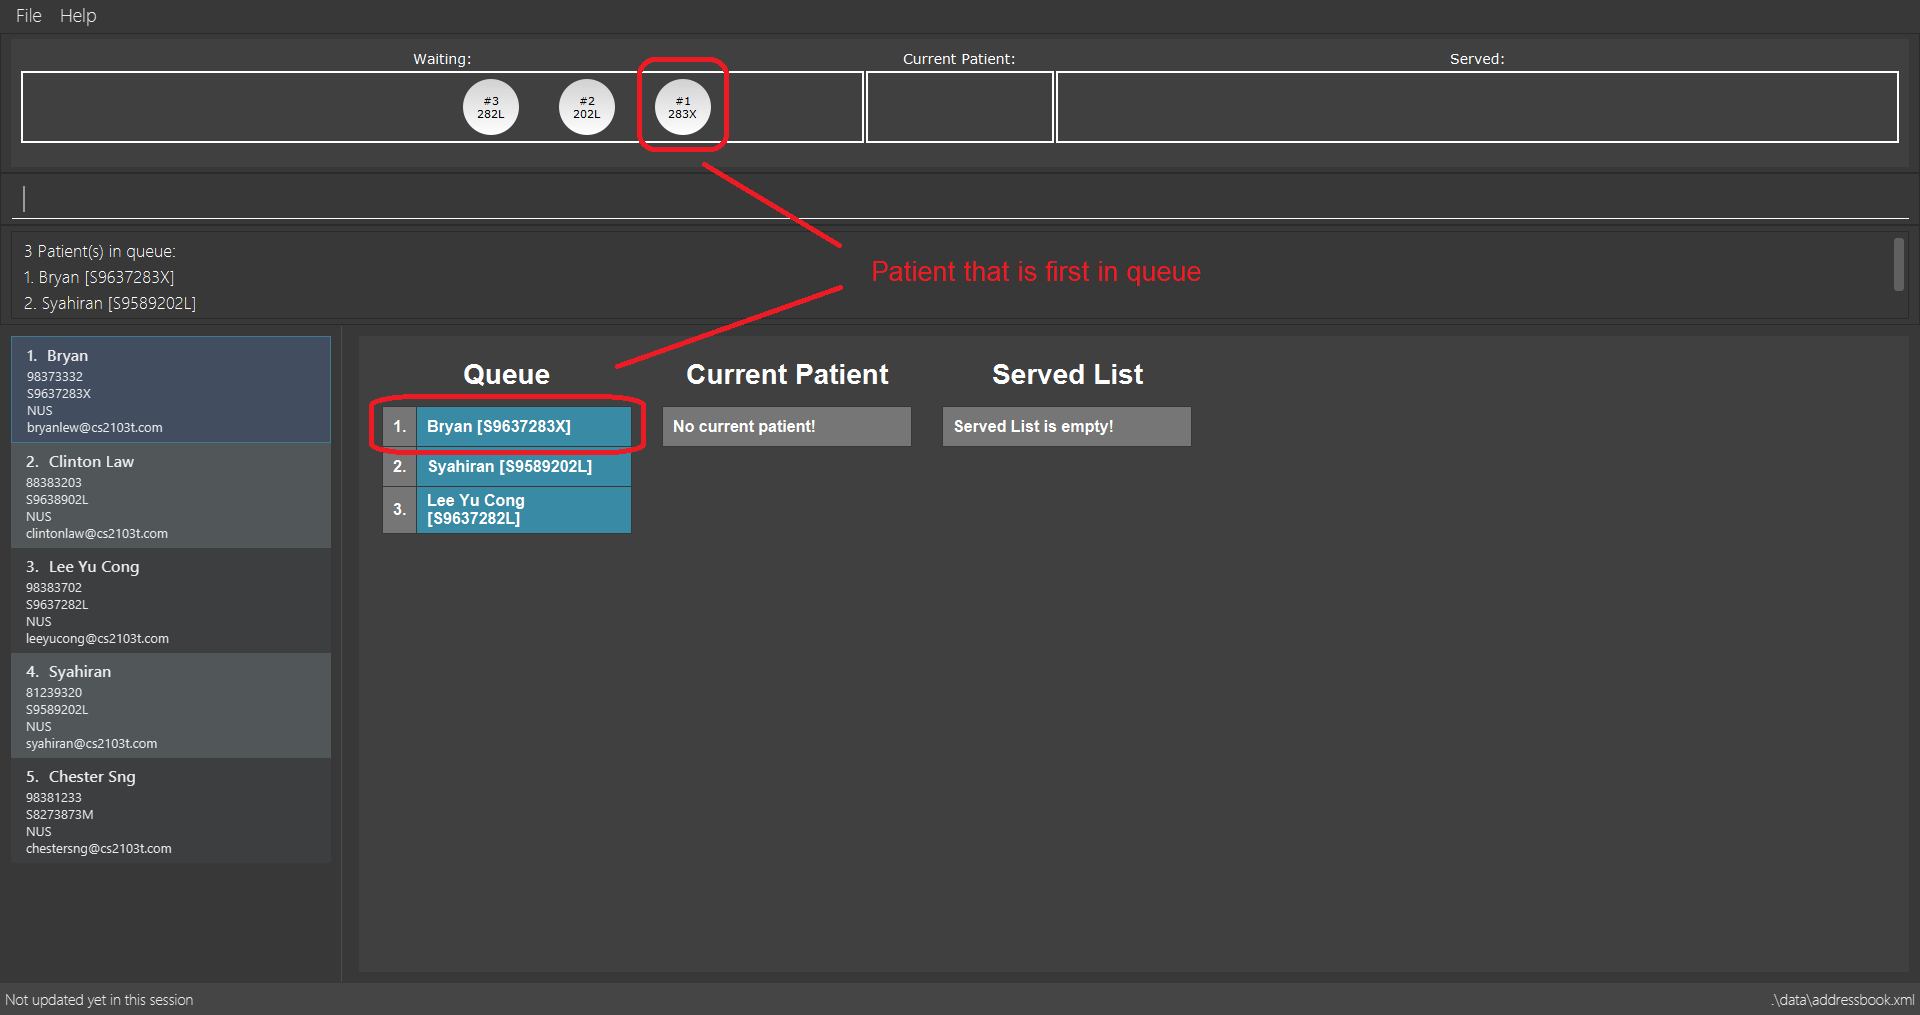 File Help
Waiting:
Current Patient:
Served:
#3
282L
#2
202L
#1
283X
3 Patient(s) in queue:
1. Bryan [S9637283X]
2. Syahiran [S9589202L]
Patient that is first in queue
1. Bryan
98373332
S9637283X
NUS
bryanlew@cs2103t.com
2. Clinton Law
88383203
S9638902L
NUS
clintonlaw@cs2103t.com
3. Lee Yu Cong
98383702
S9637282L
NUS
leeyucong@cs2103t.com
4. Syahiran
81239320
S9589202L
NUS
syahiran@cs2103t.com
5. Chester Sng
98381233
S8273873M
NUS
chestersng@cs2103t.com
Queue
1. Bryan [S9637283X]
2. Syahiran [S9589202L]
3. Lee Yu Cong
[S9637282L]
Current Patient
No current patient!
Served List
Served List is empty!
Not updated yet in this session
.\data\addressbook.xml